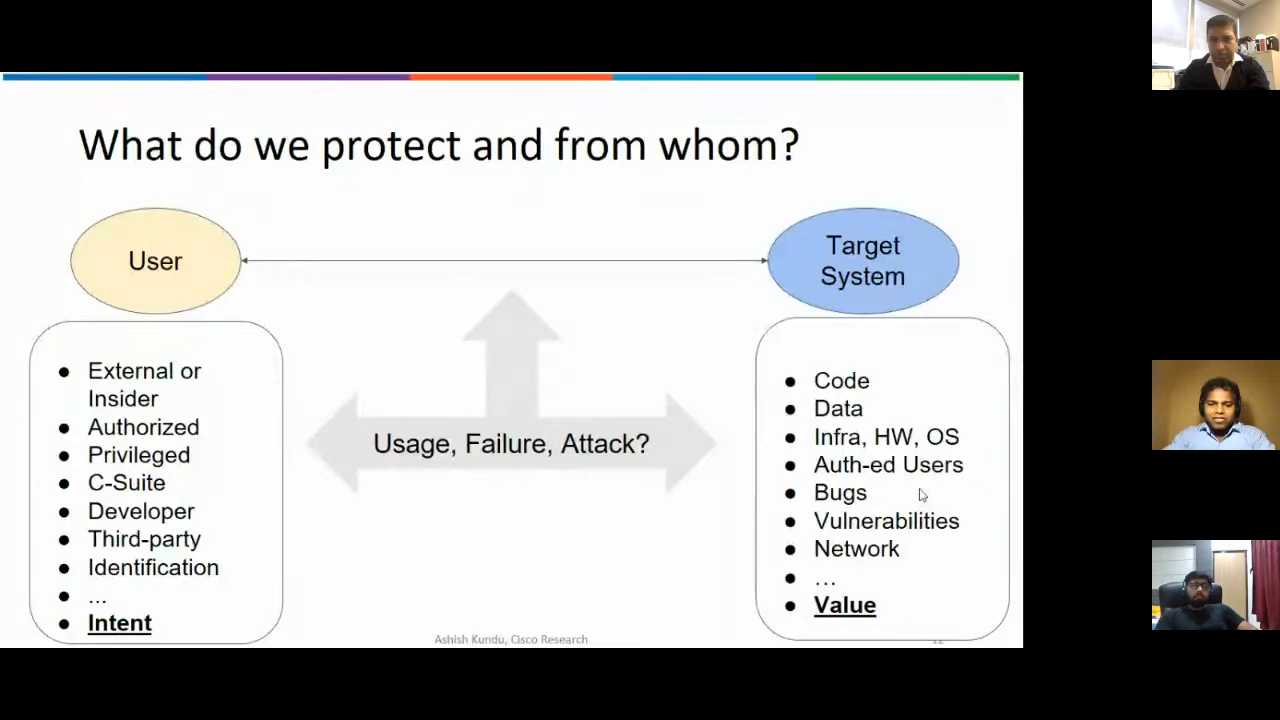 What do we protect and from whom?
User
Target
System
External or
Insider
Authorized
Privileged
C-Suite
Developer
Third-party
Identification
...
Intent
Usage, Failure, Attack?
Code
Data
Infra, HW, OS
Auth-ed Users
Bugs
Vulnerabilities
Network
...
Value
Ashish Kundu, Cisco Research